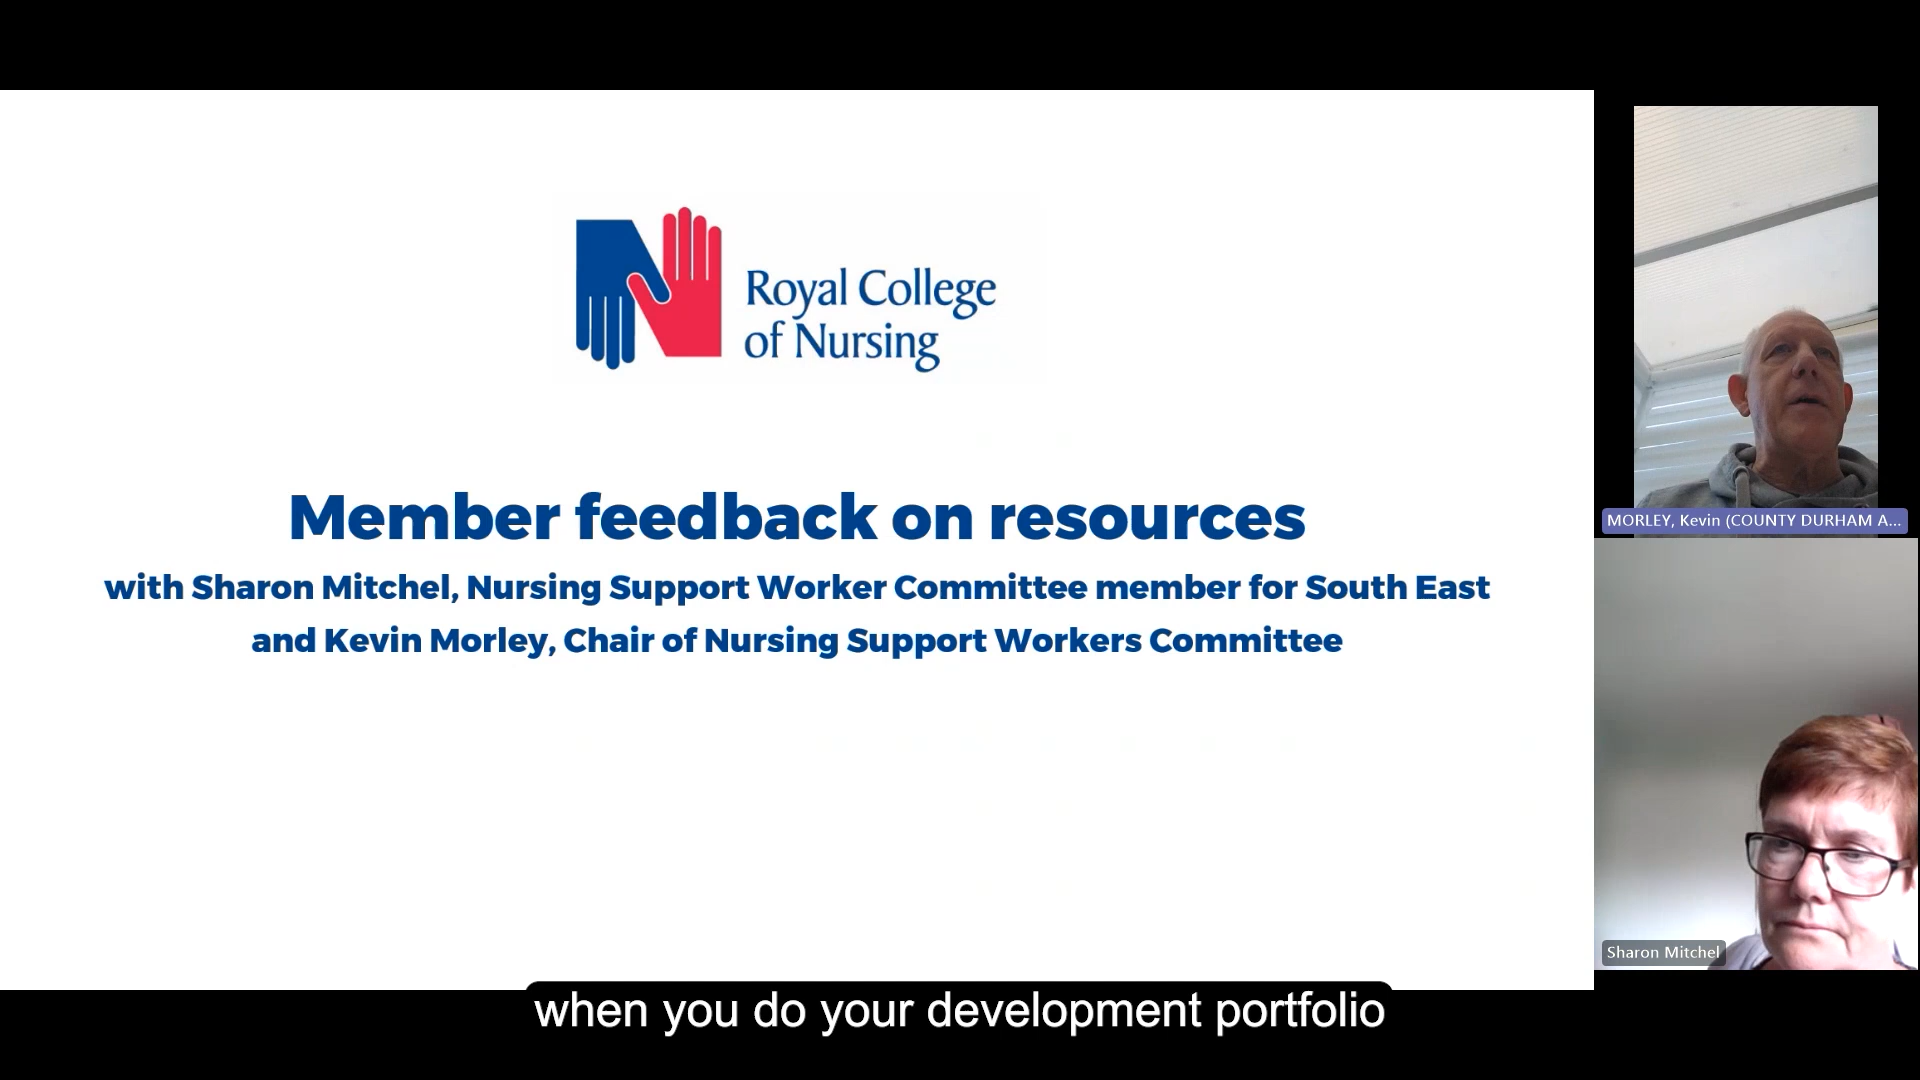 Royal College
of Nursing
Member feedback on resources
with Sharon Mitchel, Nursing Support Worker Committee member for South East
and Kevin Morley, Chair of Nursing Support Workers Committee
MORLEY, Kevin (COUNTY DURHAM A...
Sharon Mitchel
when you do your development portfolio